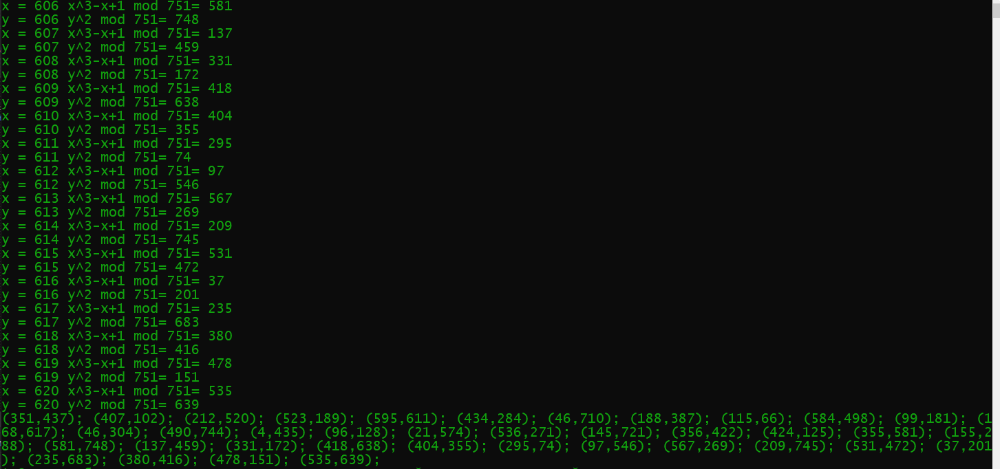 x = 606 x^3-x+1 mod 751= 581
y = 606 y^2 mod 751= 748
x = 607 x^3-x+1 mod 751= 137
y = 607 y^2 mod 751= 459
x = 608 x^3-x+1 mod 751= 331
y = 608 y^2 mod 751= 172
x = 609 x^3-x+1 mod 751= 418
y = 609 y^2 mod 751= 638
x = 610 x^3-x+1 mod 751= 404
y = 610 y^2 mod 751= 355
x = 611 x^3-x+1 mod 751= 295
y = 611 y^2 mod 751= 74
x = 612 x^3-x+1 mod 751= 97
y = 612 y^2 mod 751= 546
x = 613 x^3-x+1 mod 751= 567
y = 613 y^2 mod 751= 269
x = 614 x^3-x+1 mod 751= 209
y = 614 y^2 mod 751= 745
x = 615 x^3-x+1 mod 751= 531
y = 615 y^2 mod 751= 472
x = 616 x^3-x+1 mod 751= 37
y = 616 y^2 mod 751= 201
x = 617 x^3-x+1 mod 751= 235
y = 617 y^2 mod 751= 683
x = 618 x^3-x+1 mod 751= 380
y = 618 y^2 mod 751= 416
x = 619 x^3-x+1 mod 751= 478
y = 619 y^2 mod 751= 151
x = 620 x^3-x+1 mod 751= 535
y = 620 y^2 mod 751= 639
(351,437); (407,102); (212,520); (523,189); (595,611); (434,284); (46,710); (188,387); (115,66); (584,498); (99,181); (1
68,617); (46,304); (490,744); (4,435); (96,128); (21,574); (536,271); (145,721); (356,422); (424,125); (355,581); (155,2
88); (581,748); (137,459); (331,172); (418,638); (404,355); (295,74); (97,546); (567,269); (209,745); (531,472); (37,201
); (235,683); (380,416); (478,151); (535,639);